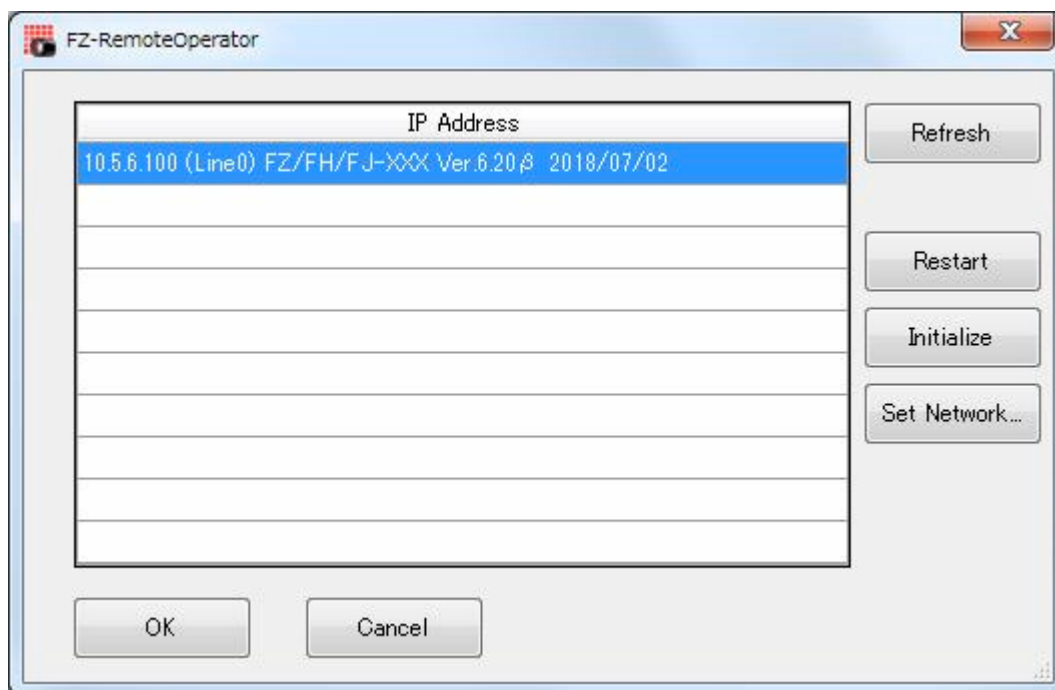 FZ-RemoteOperator
IP Address
10.5.6.100 (Line0) FZ/FH/FJ-XXX Ver.6.20β 2018/07/02
Refresh
Restart
Initialize
Set Network...
OK
Cancel